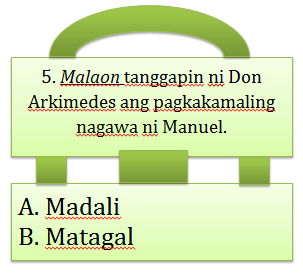 5. Malaon tanggapin ni Don
Arkimedes ang pagkakamaling
nagawa ni Manuel.
A. Madali
B. Matagal